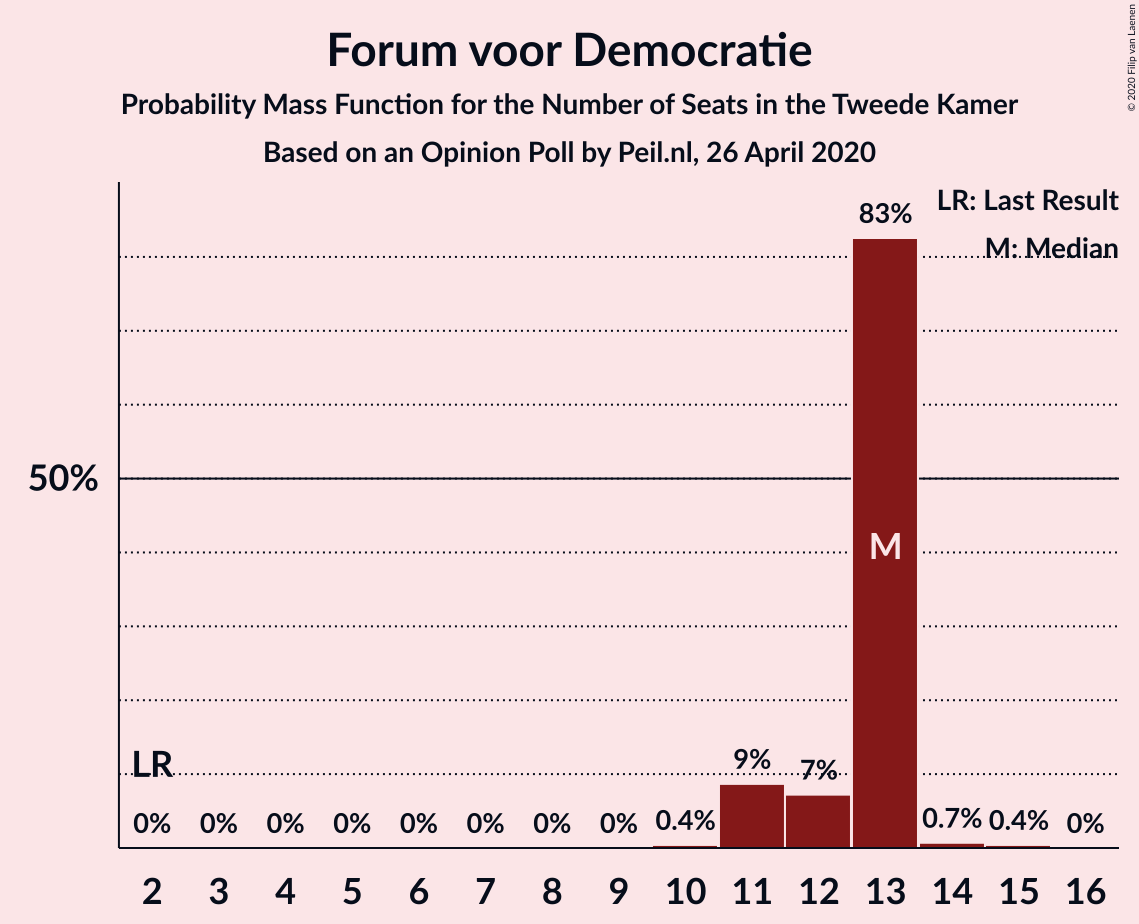 Forum voor Democratie
Probability Mass Function for the Number of Seats in the Tweede Kamer
Based on an Opinion Poll by Peil.nl, 26 April 2020
© 2020 Filip van Laenen
LR: Last Result
M: Median
83%
50%
M
LR
9%
7%
0% 0% 0% 0% 0% 0% 0% 0% 0.4% 0.7% 0.4% 0%
2 3 4 5 6 7 8 9 10 11 12 13 14 15 16